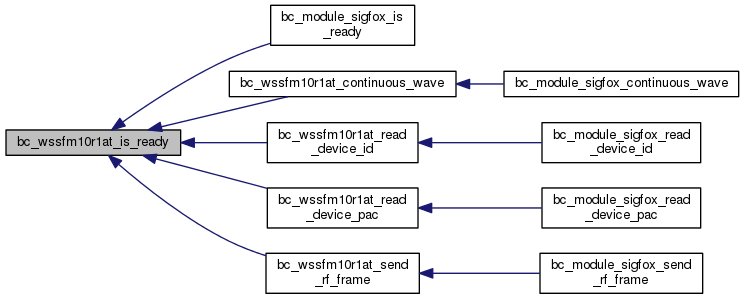 bc_module_sigfox_is
_ready
bc_wssfm10r1at_continuous_wave
bc_module_sigfox_continuous_wave
bc_wssfm10r1at_is_ready
bc_wssfm10r1at_read
_device_id
bc_module_sigfox_read
_device_id
bc_wssfm10r1at_read
_device_pac
bc_module_sigfox_read
_device_pac
bc_wssfm10r1at_send
_rf_frame
bc_module_sigfox_send
_rf_frame